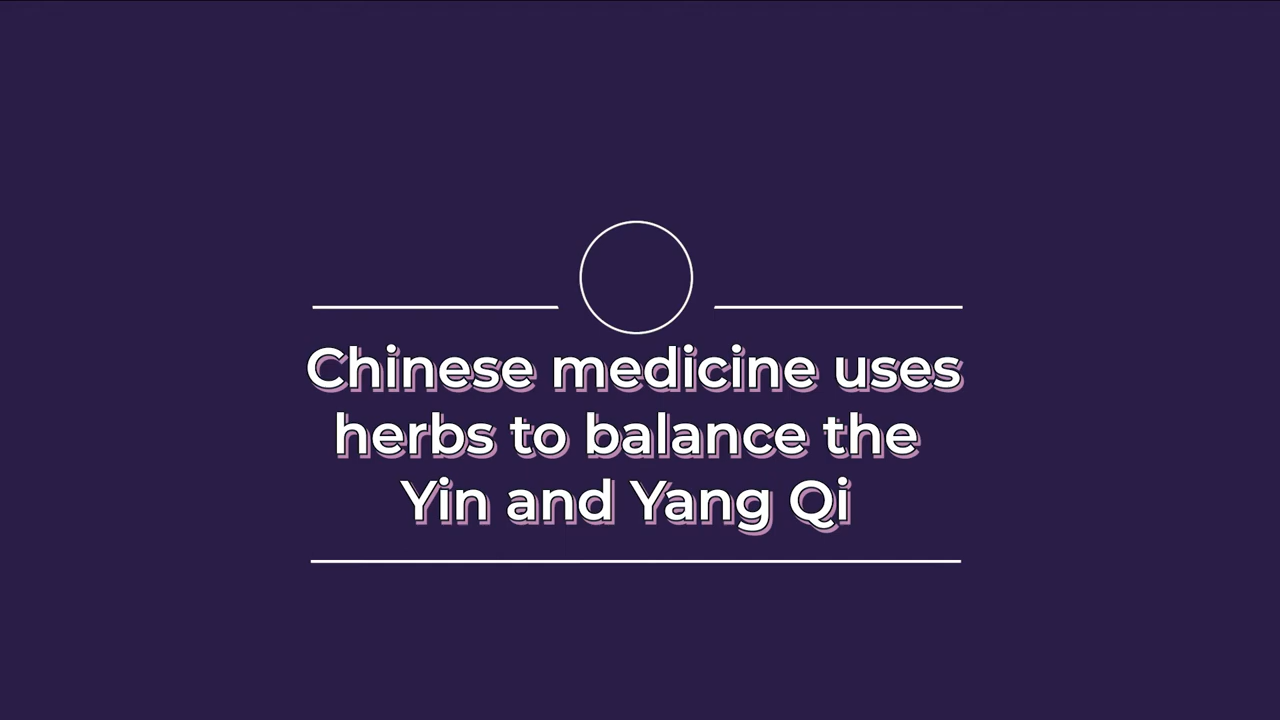 Chinese medicine uses
herbs to balance the
Yin and Yang Qi